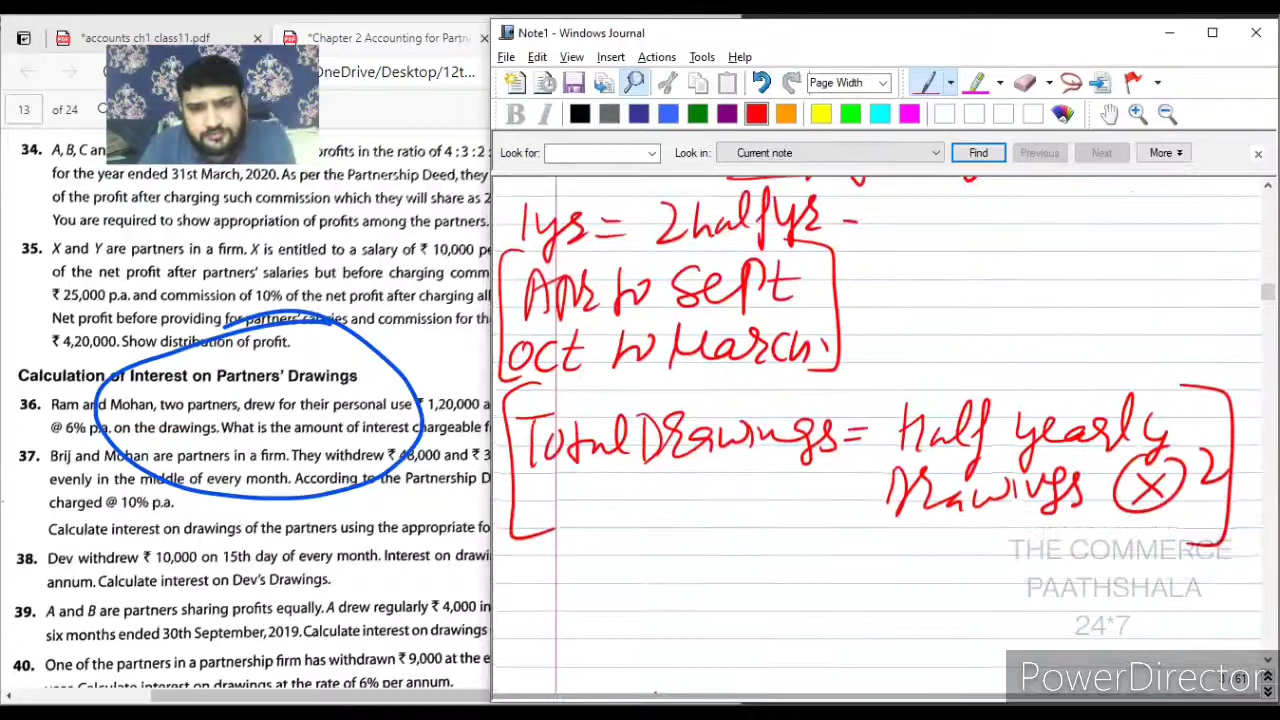 *accounts ch1 class11.pdf
*Chapter 2 Accounting for Partn
OneDrive/Desktop/12t...
13 of 24
34. A, B, C an profits in the ratio of 4 : 3 : 2 :
for the year ended 31st March, 2020. As per the Partnership Deed, they
of the profit after charging such commission which they will share as 2
You are required to show appropriation of profits among the partners.
35. X and Y are partners in a firm. X is entitled to a salary of ₹ 10,000 pe
of the net profit after partners' salaries but before charging comm
₹ 25,000 p.a. and commission of 10% of the net profit after charging all
Net profit before providing for partners' salaries and commission for th
₹ 4,20,000. Show distribution of profit.
Calculation of Interest on Partners' Drawings
36. Ram and Mohan, two partners, drew for their personal use ₹ 1,20,000 a
@ 6% p.a. on the drawings. What is the amount of interest chargeable f
37. Brij and Mohan are partners in a firm. They withdrew ₹ 48,000 and ₹ 3
evenly in the middle of every month. According to the Partnership D
charged @ 10% p.a.
Calculate interest on drawings of the partners using the appropriate fo
38. Dev withdrew ₹ 10,000 on 15th day of every month. Interest on drawi
annum. Calculate interest on Dev's Drawings.
39. A and B are partners sharing profits equally. A drew regularly ₹ 4,000 in
six months ended 30th September, 2019. Calculate interest on drawings
40. One of the partners in a partnership firm has withdrawn ₹ 9,000 at the e
year. Calculate interest on drawings at the rate of 6% per annum.
Note1 - Windows Journal
File Edit View Insert Actions Tools Help
Page Width
B I
Look for: Look in: Current note Find Previous Next More
1yrs = 2 half yrs -
Apr to Sept
Oct to March.
Total Drawings = Half yearly
Drawings × 2
THE COMMERCE
PAATHSHALA
24*7
PowerDirector